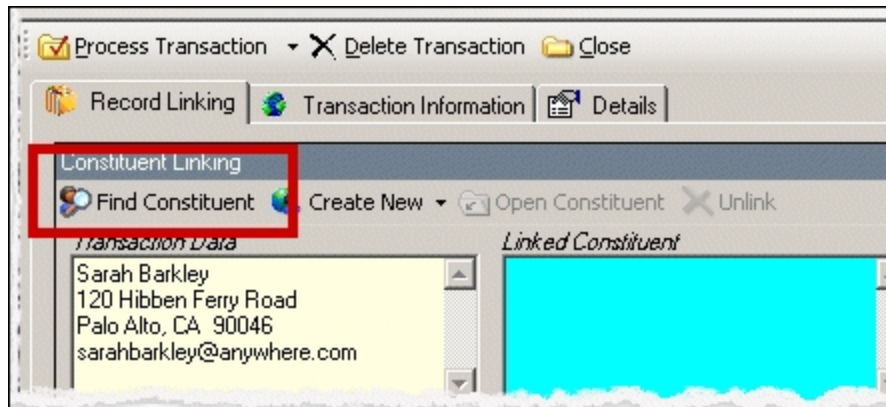 Process Transaction Delete Transaction Close
Record Linking Transaction Information Details
Constituent Linking
Find Constituent Create New Open Constituent Unlink
Transaction Data Linked Constituent
Sarah Barkley
120 Hibben Ferry Road
Palo Alto, CA 90046
sarahbarkley@anywhere.com